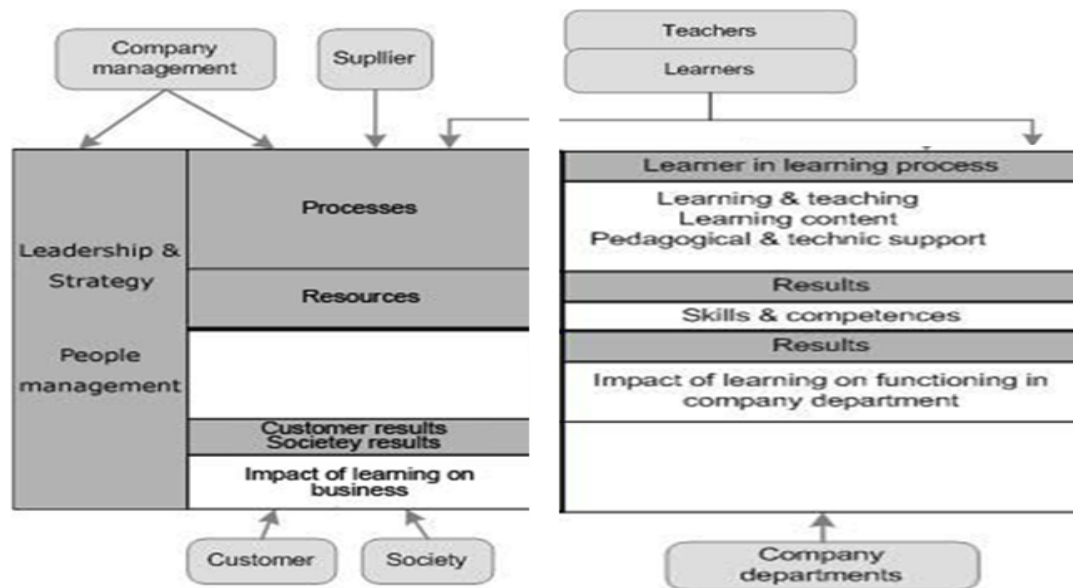 Company
management
Supllier
Teachers
Learners
Leadership &
Strategy
People
management
Processes
Resources
Customer results
Societey results
Impact of learning on
business
Customer
Society
Learner in learning process
Learning & teaching
Learning content
Pedagogical & technic support
Results
Skills & competences
Results
Impact of learning on functioning in
company department
Company
departments